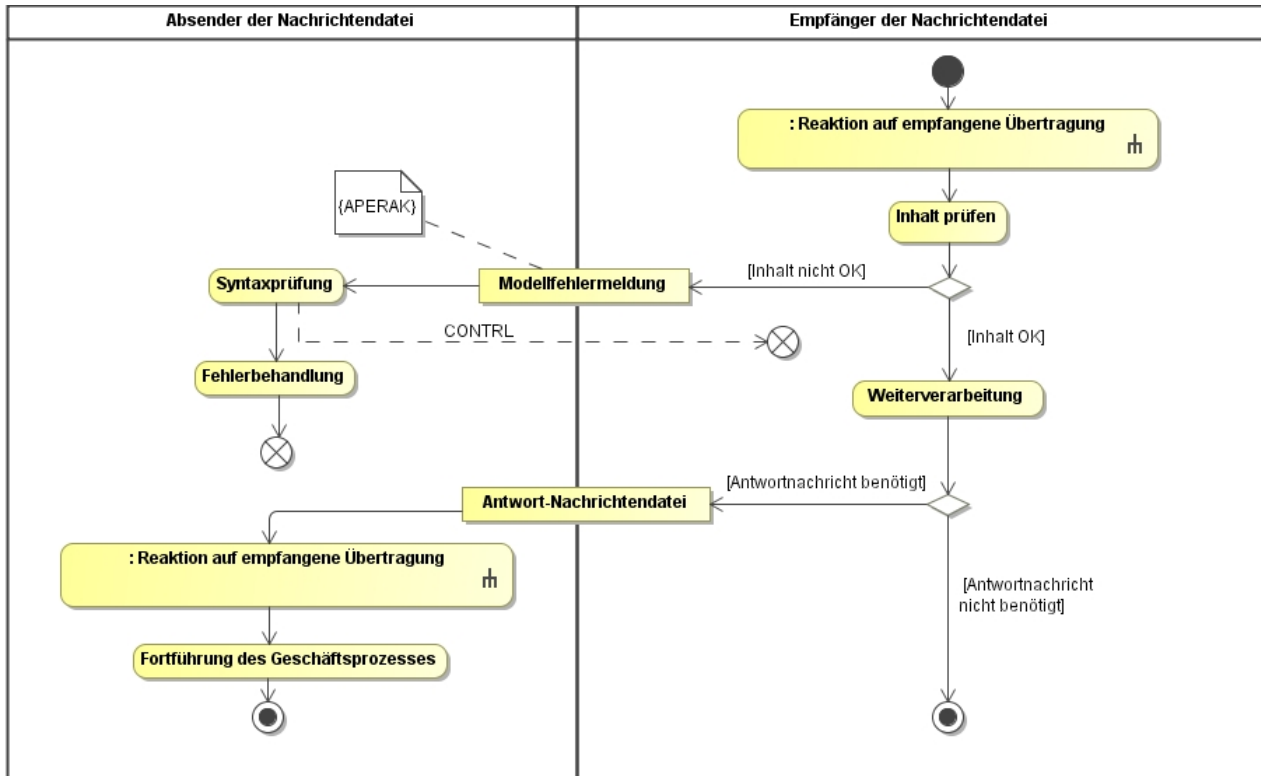 Absender der Nachrichtendatei
Empfänger der Nachrichtendatei
: Reaktion auf empfangene Übertragung
{APERAK}
Inhalt prüfen
[Inhalt nicht OK]
Syntaxprüfung
Modellfehlermeldung
CONTRL
[Inhalt OK]
Fehlerbehandlung
Weiterverarbeitung
[Antwortnachricht benötigt]
Antwort-Nachrichtendatei
: Reaktion auf empfangene Übertragung
[Antwortnachricht
nicht benötigt]
Fortführung des Geschäftsprozesses